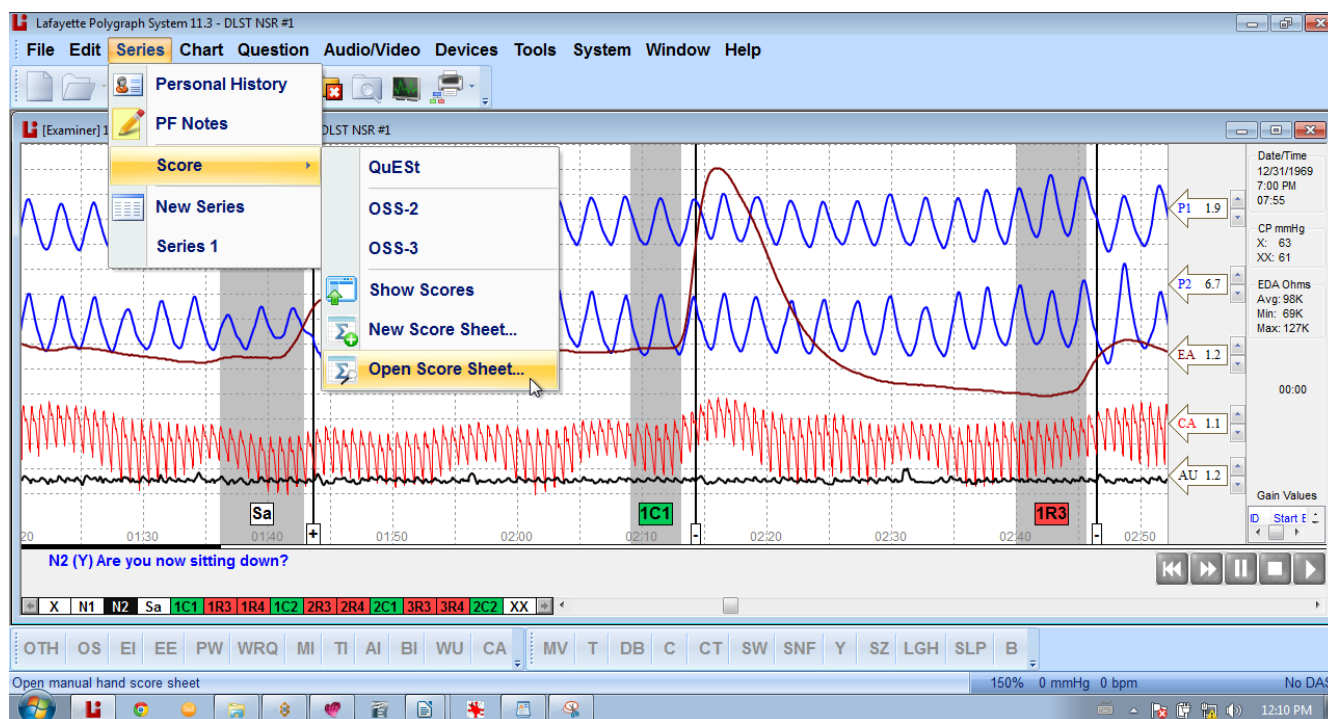 Lafayette Polygraph System 11.3 - DLST NSR #1
File Edit Series Chart Question Audio/Video Devices Tools System Window Help
Personal History
PF Notes
Score
New Series
Series 1
QuESt
OSS-2
OSS-3
Show Scores
New Score Sheet...
Open Score Sheet...
[Examiner] 1
DLST NSR #1
P1 1.9
P2 6.7
EA 1.2
CA 1.1
AU 1.2
Date/Time
12/31/1969
7:00 PM
07:55
CP mmHg
X: 63
XX: 61
EDA Ohms
Avg: 98K
Min: 69K
Max: 127K
00:00
Gain Values
ID Start E
Sa 1C1 1R3
20 01:30 01:40 + 01:50 02:00 02:10 - 02:20 02:30 02:40 - 02:50
N2 (Y) Are you now sitting down?
X N1 N2 Sa 1C1 1R3 1R4 1C2 2R3 2R4 2C1 3R3 3R4 2C2 XX
OTH OS EI EE PW WRQ MI TI AI BI WU CA MV T DB C CT SW SNF Y SZ LGH SLP B
Open manual hand score sheet 150% 0 mmHg 0 bpm No DAS
12:10 PM